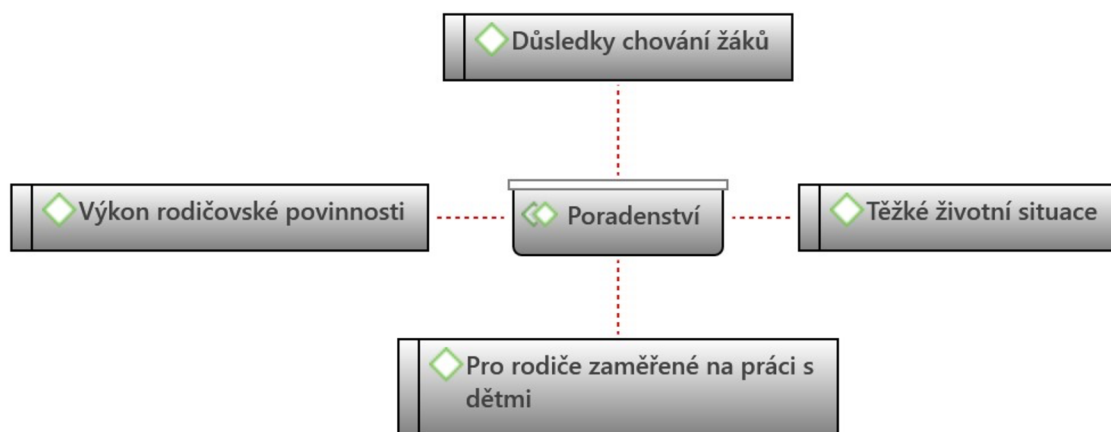 Důsledky chování žáků
Výkon rodičovské povinnosti
Poradenství
Těžké životní situace
Pro rodiče zaměřené na práci s
dětmi